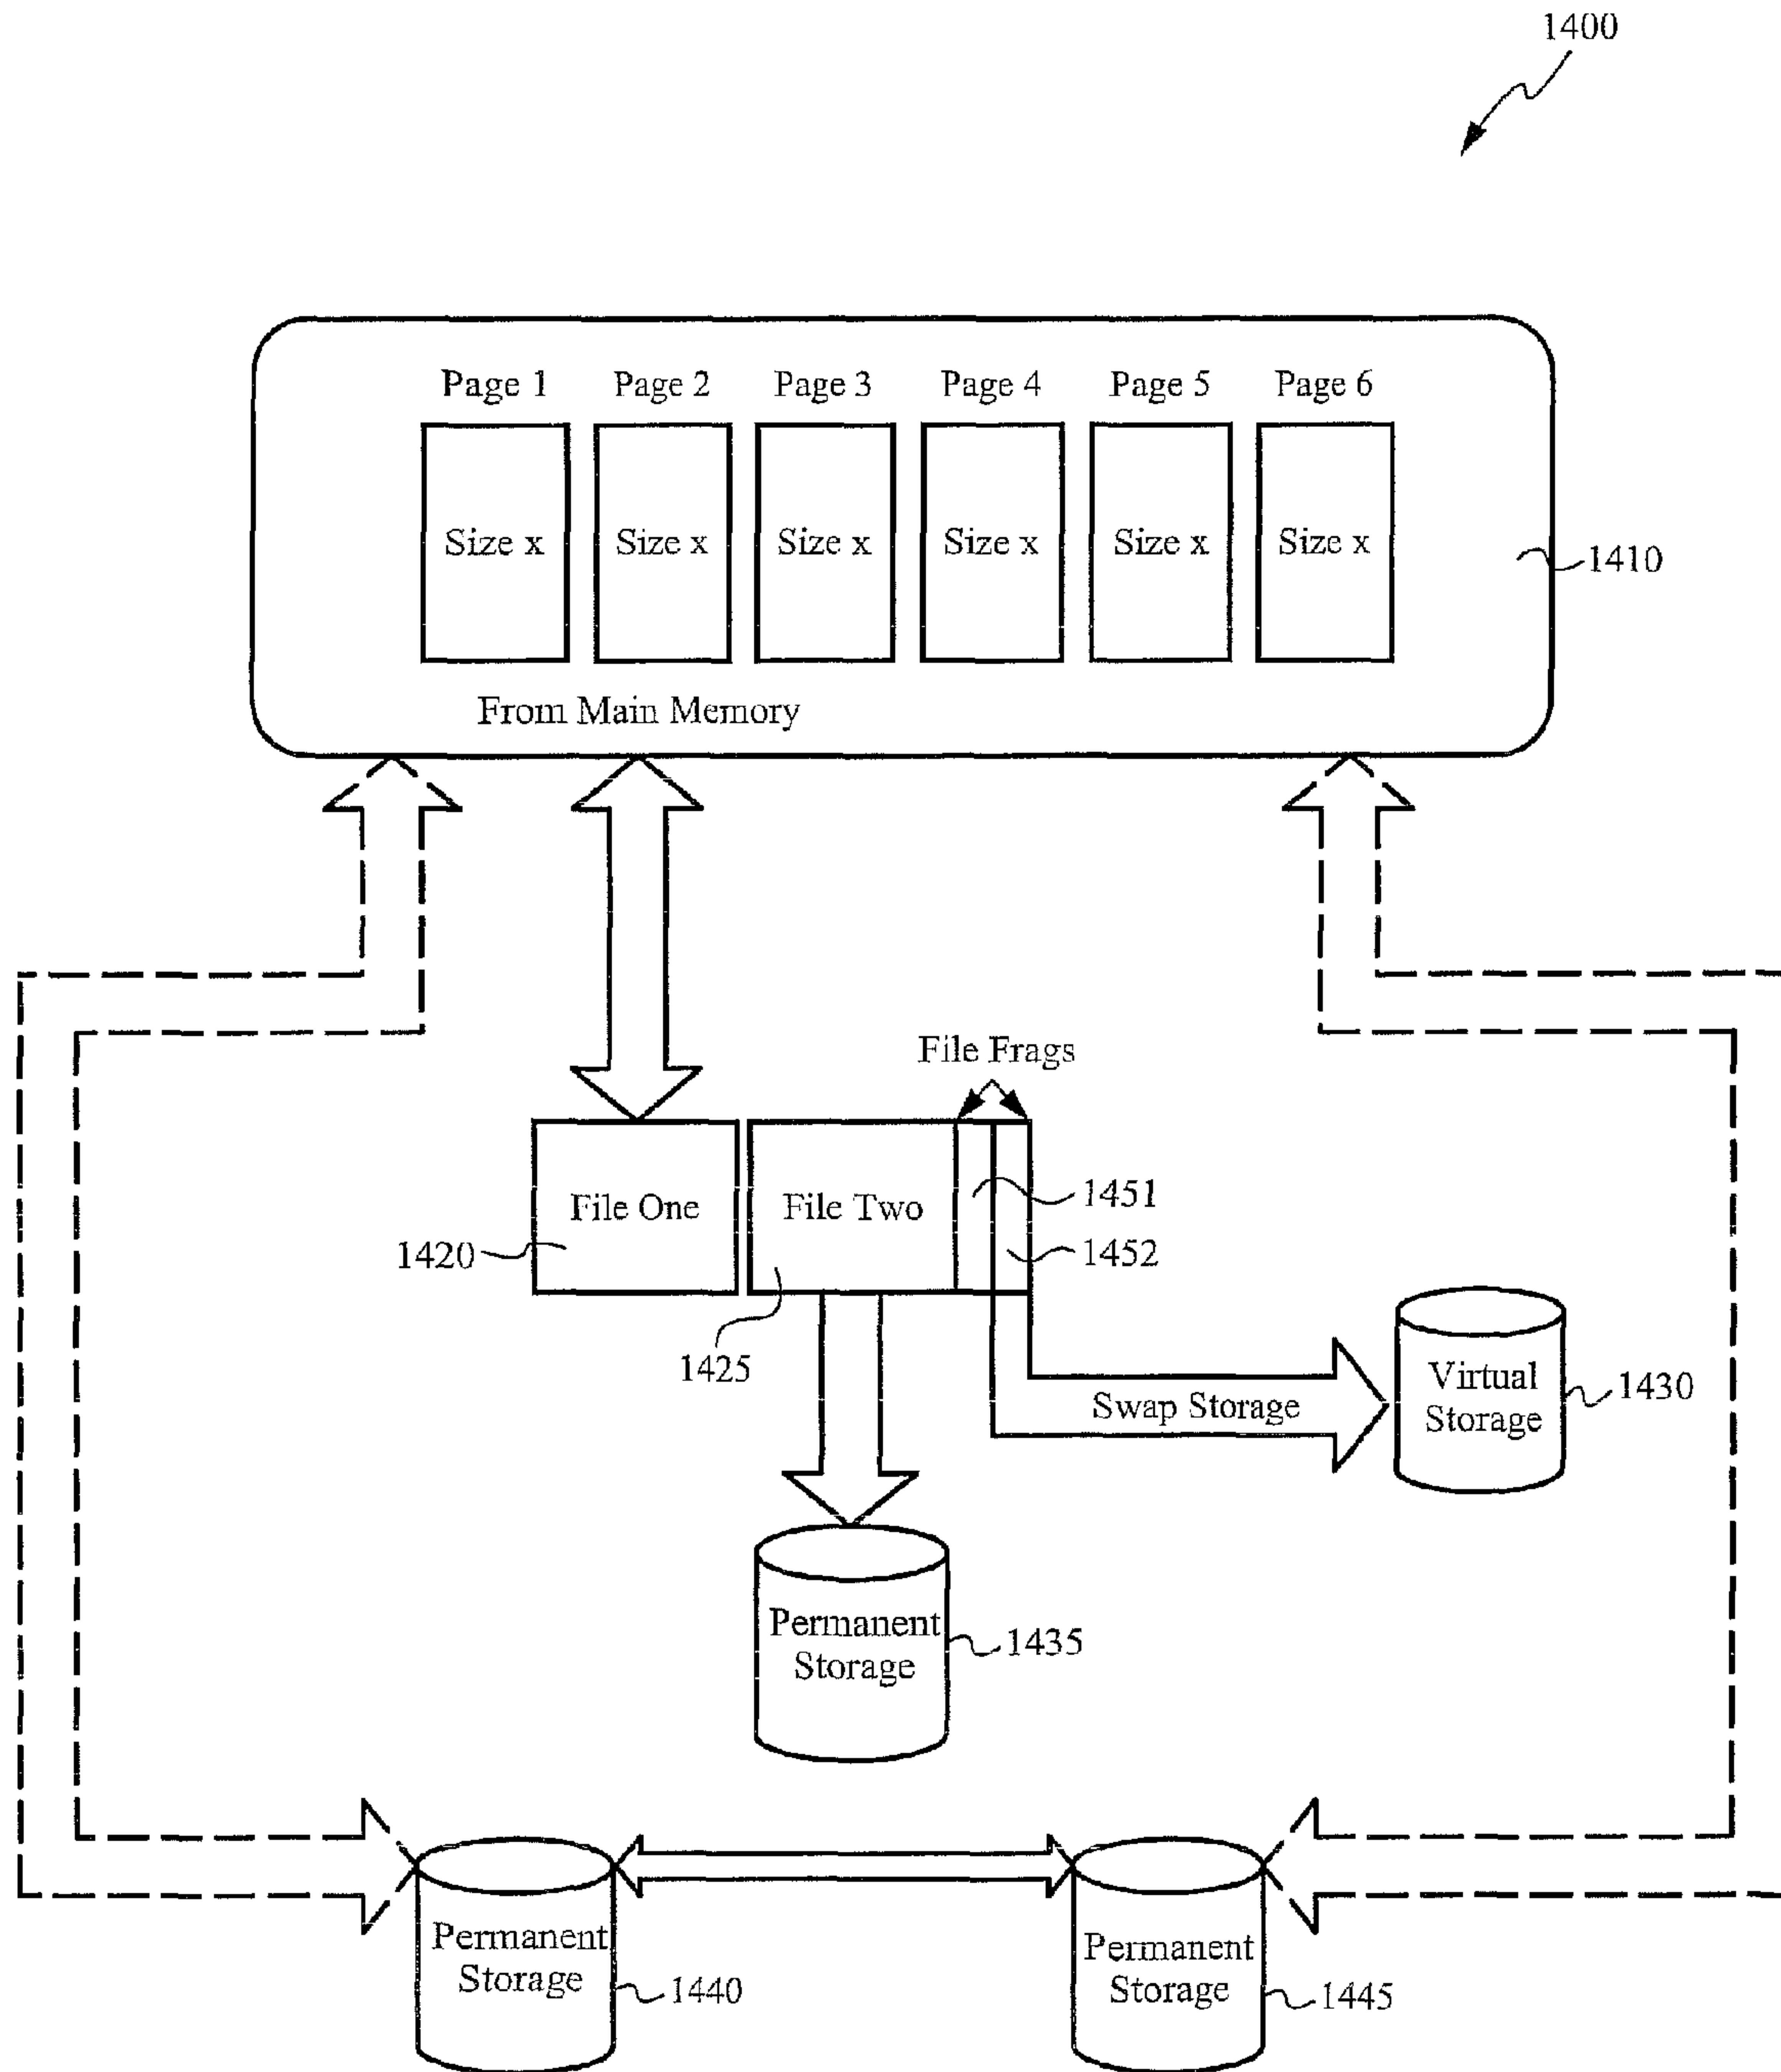 1400
Page 1 Page 2 Page 3 Page 4 Page 5 Page 6
Size x Size x Size x Size x Size x Size x
1410
From Main Memory
File Frags
File One
File Two
1451
1420
1452
1425
Swap Storage
Virtual
Storage
1430
Permanent
Storage
1435
Permanent
Storage
1440
Permanent
Storage
1445